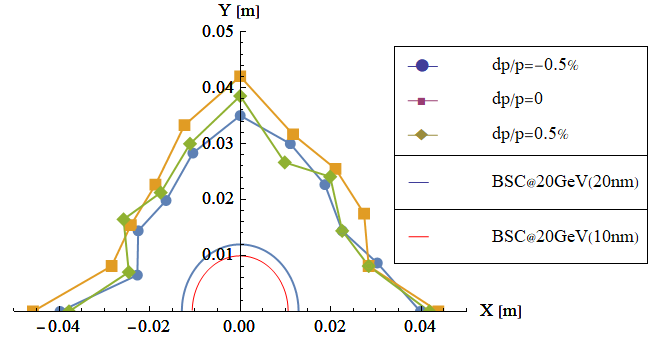 Y [m]
0.05
0.04
0.03
0.02
0.01
−0.04 −0.02 0.00 0.02 0.04 X [m]
dp/p=−0.5%
dp/p=0
dp/p=0.5%
BSC@20GeV(20nm)
BSC@20GeV(10nm)